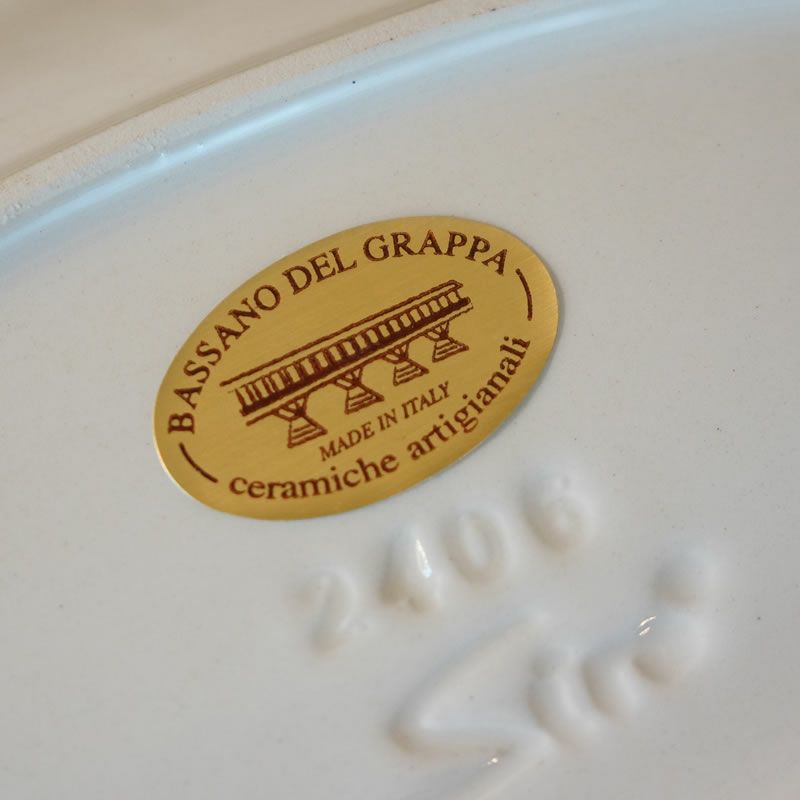 BASSANO DEL GRAPPA
MADE IN ITALY
ceramiche artigianali
2406